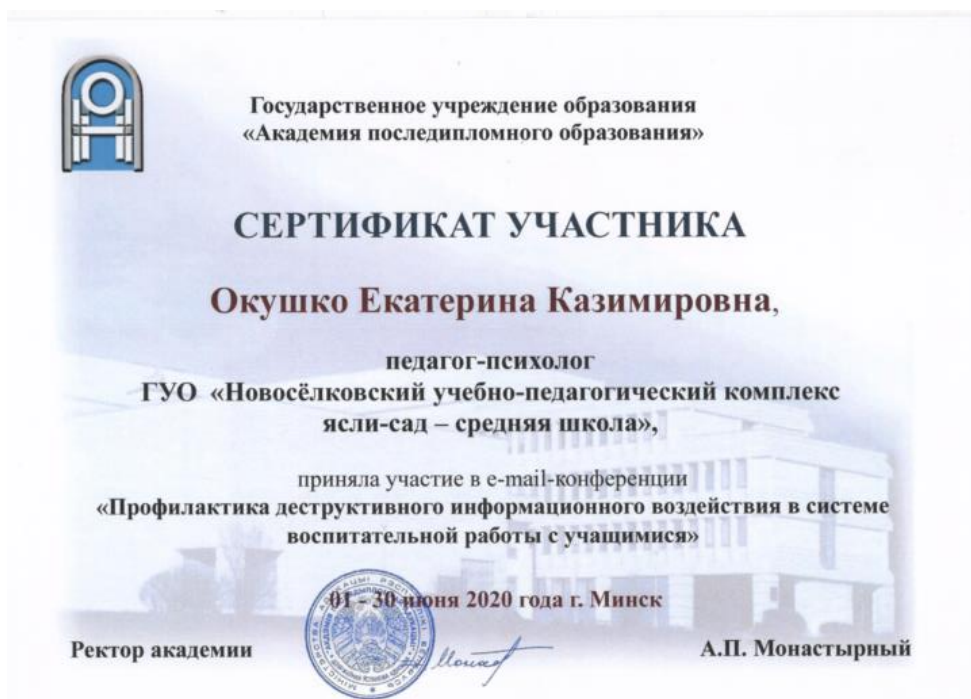 Государственное учреждение образования
«Академия последипломного образования»
СЕРТИФИКАТ УЧАСТНИКА
Окушко Екатерина Казимировна,
педагог-психолог
ГУО «Новосёлковский учебно-педагогический комплекс
ясли-сад – средняя школа»,
приняла участие в e-mail-конференции
«Профилактика деструктивного информационного воздействия в системе
воспитательной работы с учащимися»
01 – 30 июня 2020 года г. Минск
Ректор академии
А.П. Монастырный